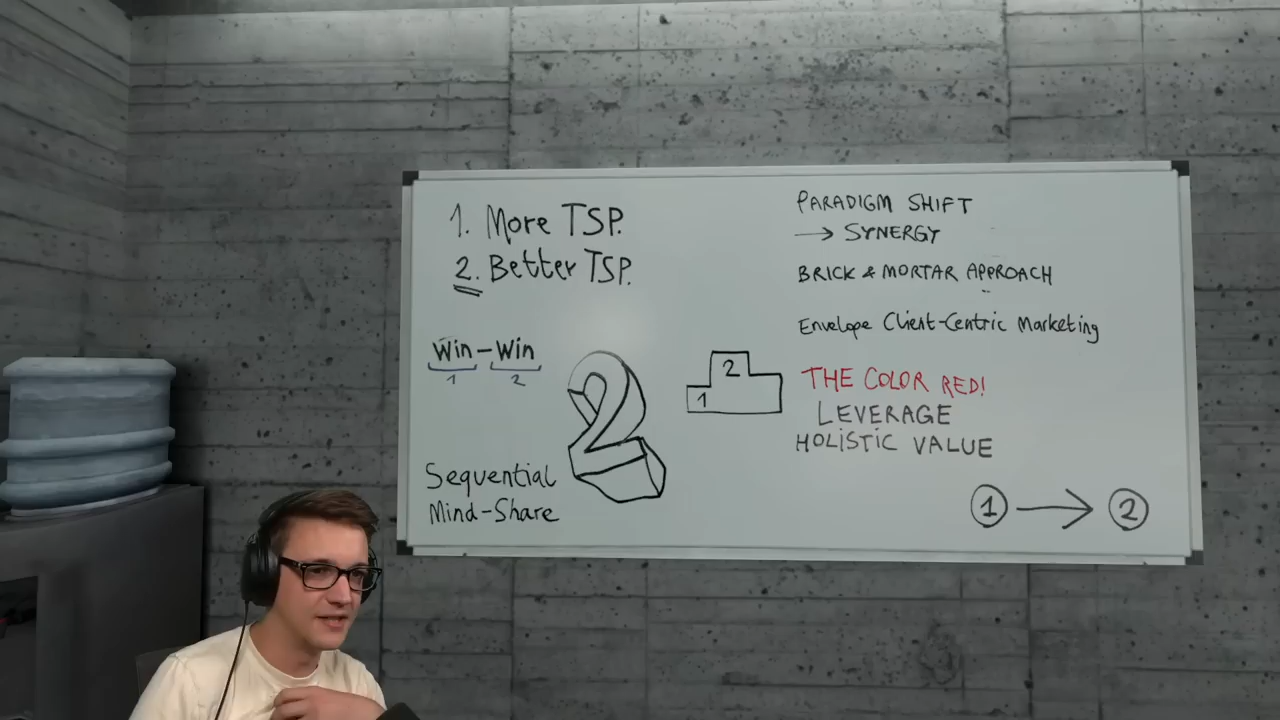 1. More TSP.
2. Better TSP.
Win-Win
1 2
Sequential
Mind-Share
2
2
1
PARADIGM SHIFT
→ SYNERGY
BRICK & MORTAR APPROACH
Envelope Client-Centric Marketing
THE COLOR RED!
LEVERAGE
HOLISTIC VALUE
1 → 2